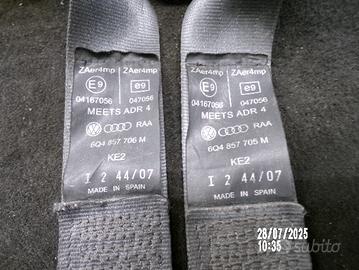 ZAer4mp ZAer4mp
E9 e9
04167056 047056
MEETS ADR 4
RAA
6Q4 857 706 M
KE2
I 2 44/07
MADE IN SPAIN
ZAer4mp ZAer4mp
E9 e9
04167056 047056
MEETS ADR 4
RAA
6Q4 857 705 M
KE2
I 2 44/07
MADE IN SPAIN
28/07/2025
10:35
subito